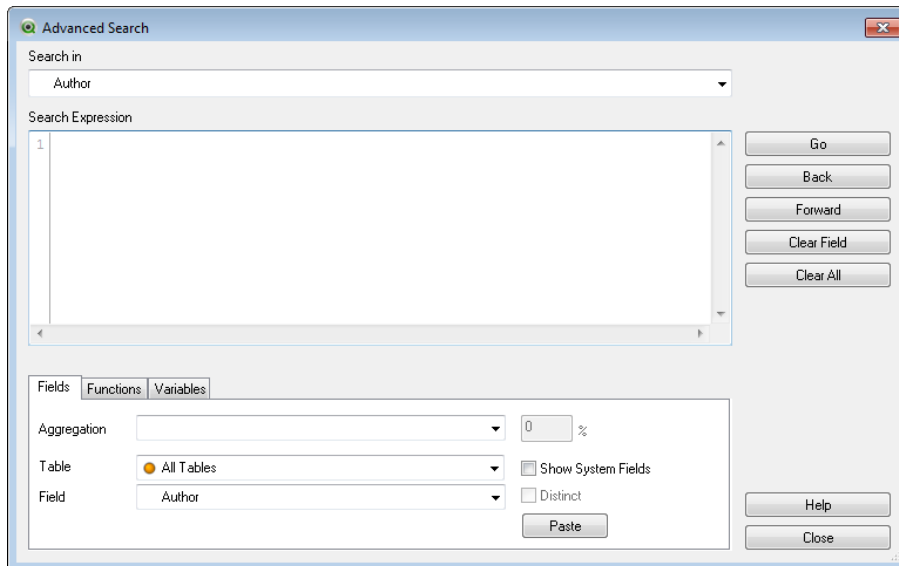 Advanced Search
Search in
Author
Search Expression
1
Go
Back
Forward
Clear Field
Clear All
Fields Functions Variables
Aggregation 0 %
Table All Tables Show System Fields
Field Author Distinct
Paste
Help
Close